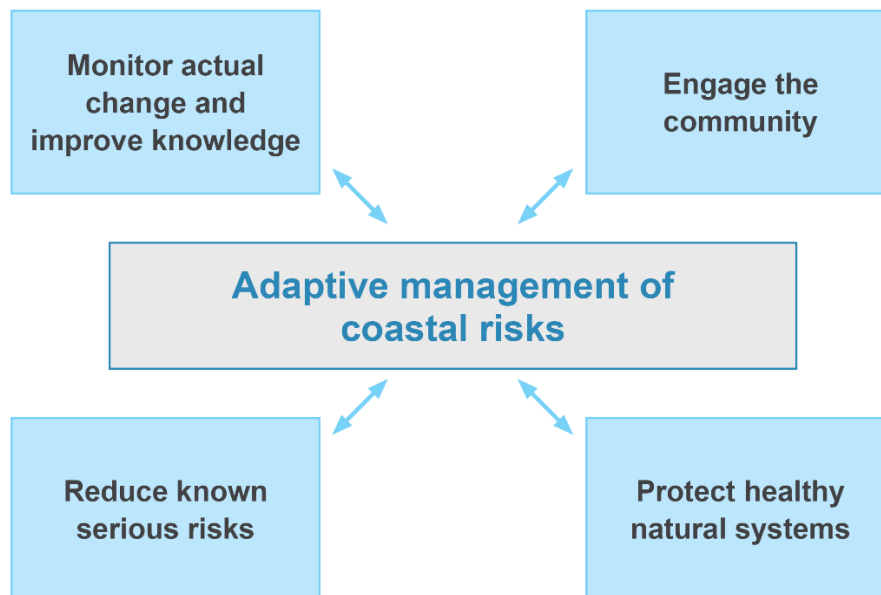 Monitor actual
change and
improve knowledge
Engage the
community
Adaptive management of
coastal risks
Reduce known
serious risks
Protect healthy
natural systems